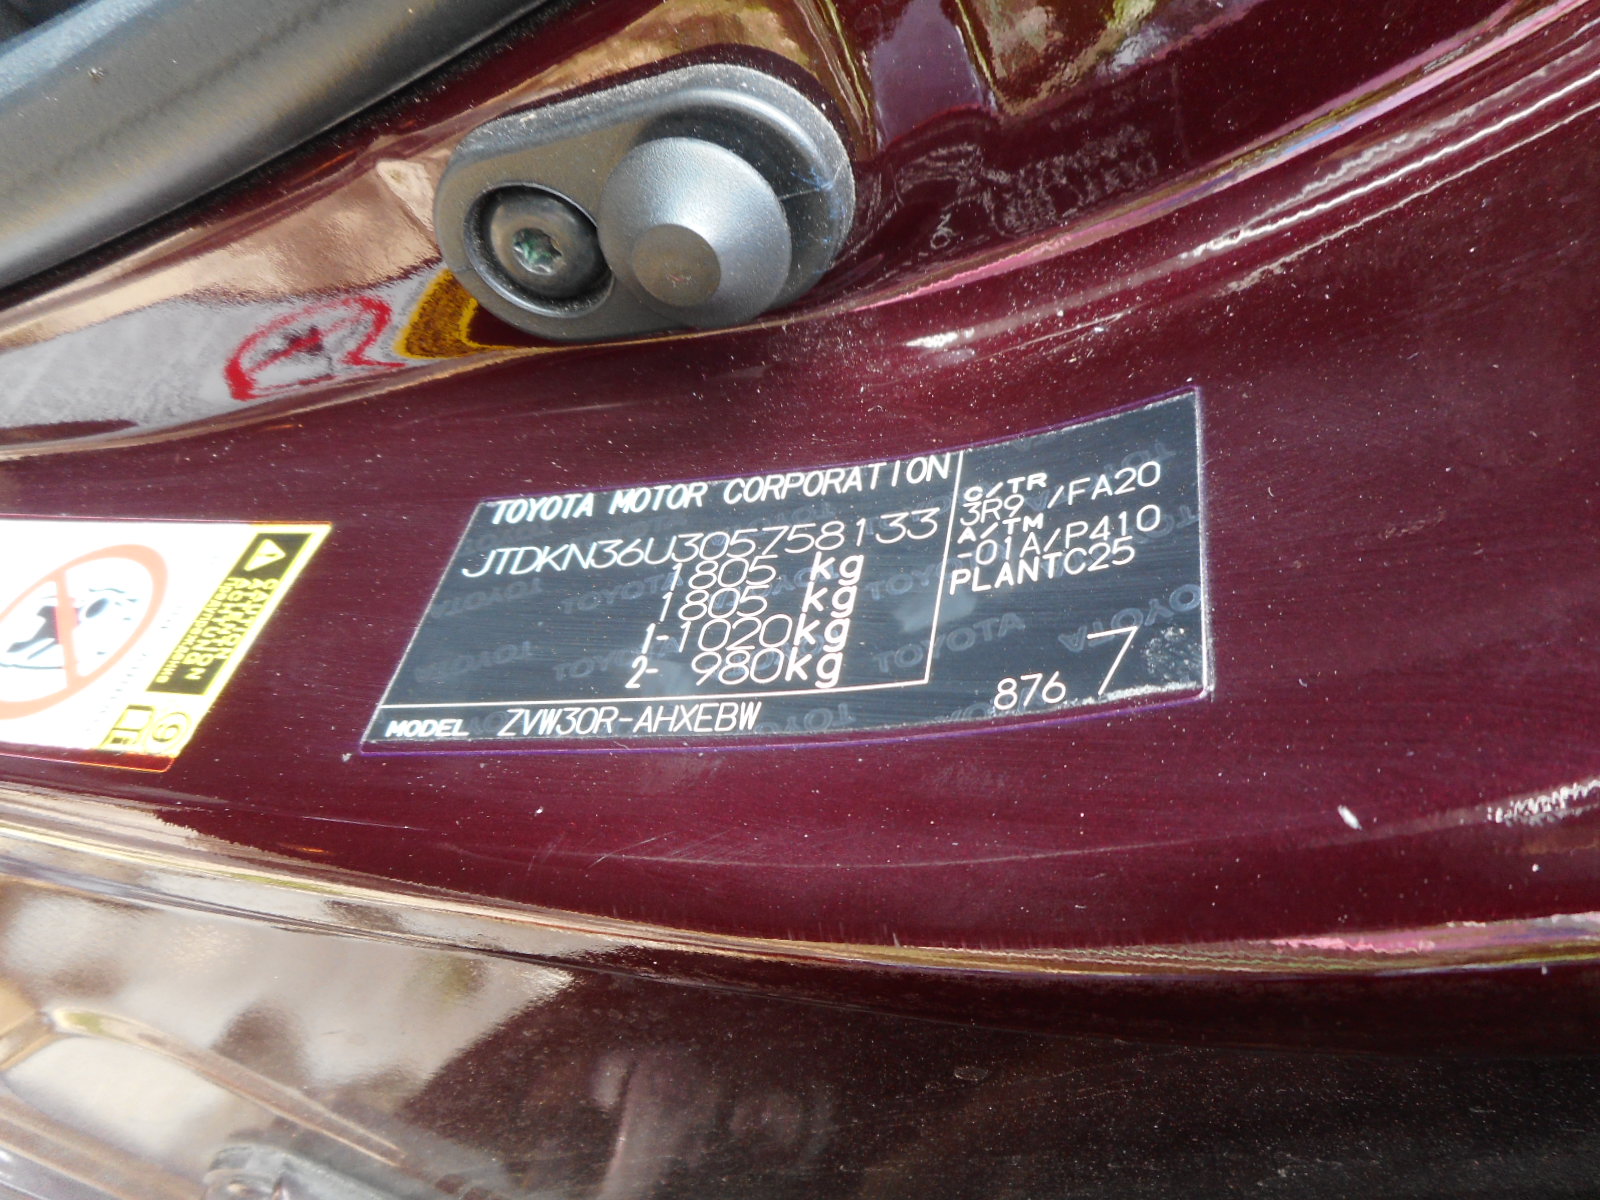 TOYOTA MOTOR CORPORATION
JTDKN36U305758133
1805 kg
1805 kg
1-1020kg
2- 980kg
C/TR
3R9 /FA20
A/TM
-01A/P410
PLANTC25
876 7
MODEL ZVW30R-AHXEBW